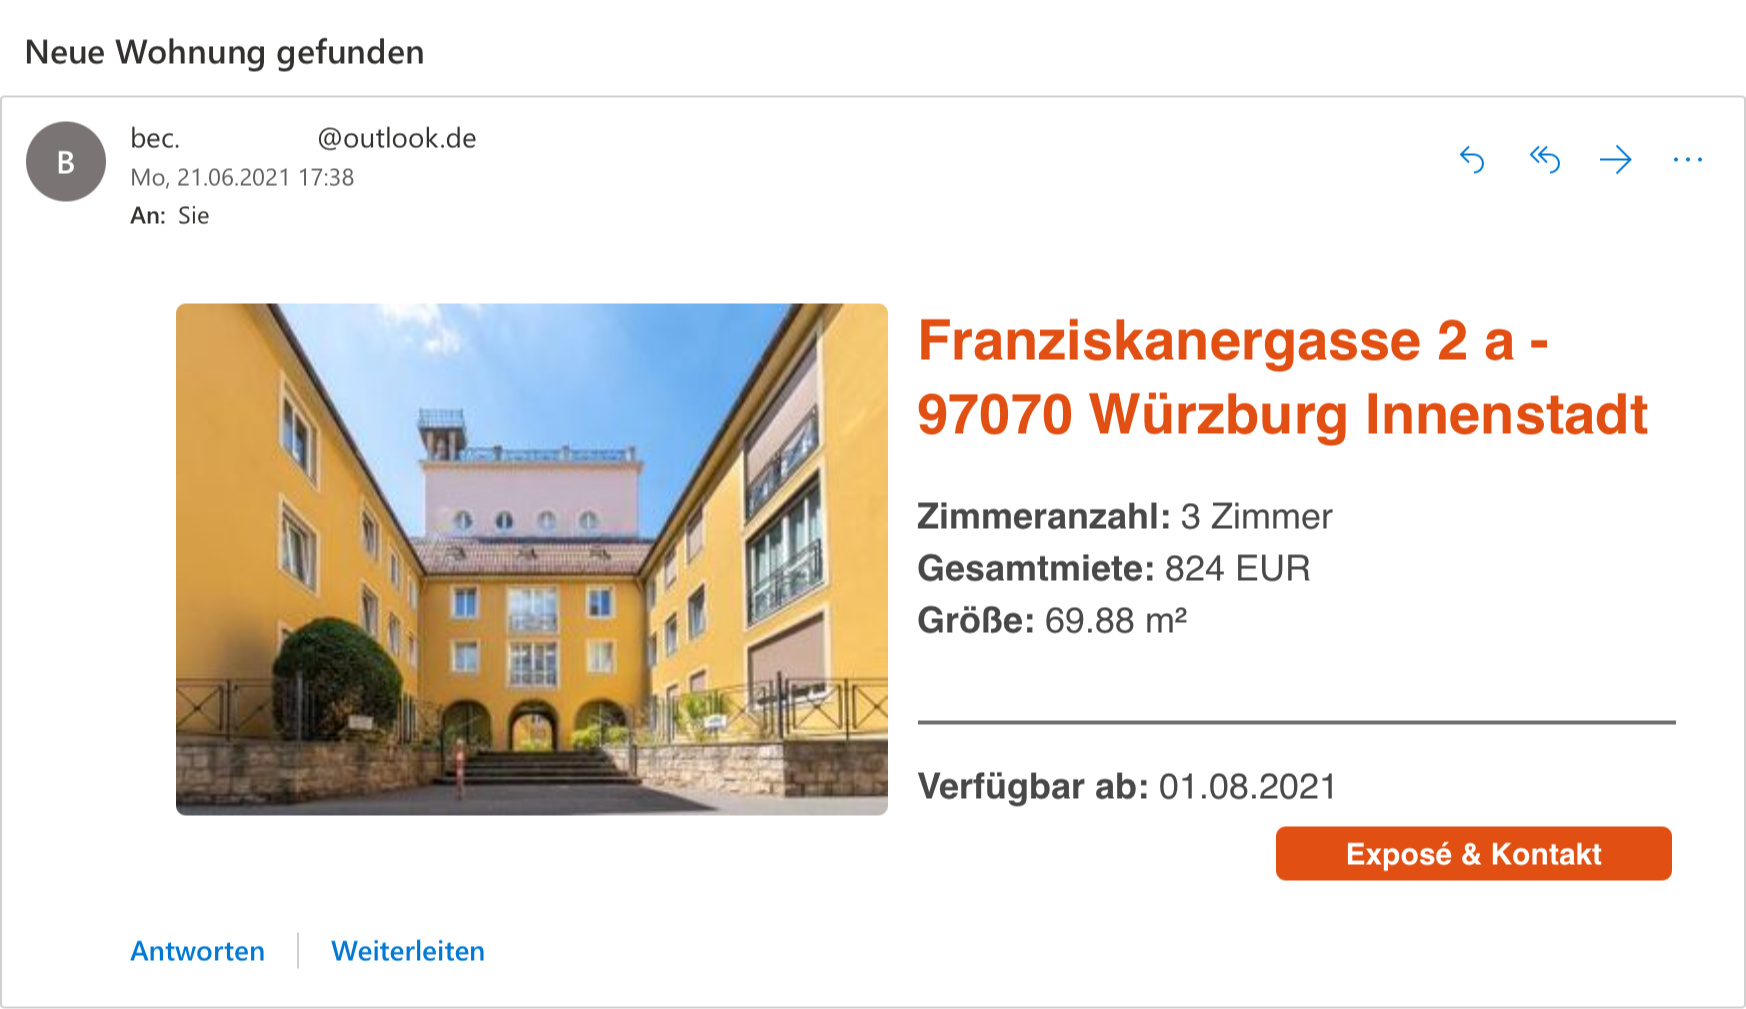 Neue Wohnung gefunden
B
bec. @outlook.de
Mo, 21.06.2021 17:38
An: Sie
Franziskanergasse 2 a -
97070 Würzburg Innenstadt
Zimmeranzahl: 3 Zimmer
Gesamtmiete: 824 EUR
Größe: 69.88 m²
Verfügbar ab: 01.08.2021
Exposé & Kontakt
Antworten
Weiterleiten